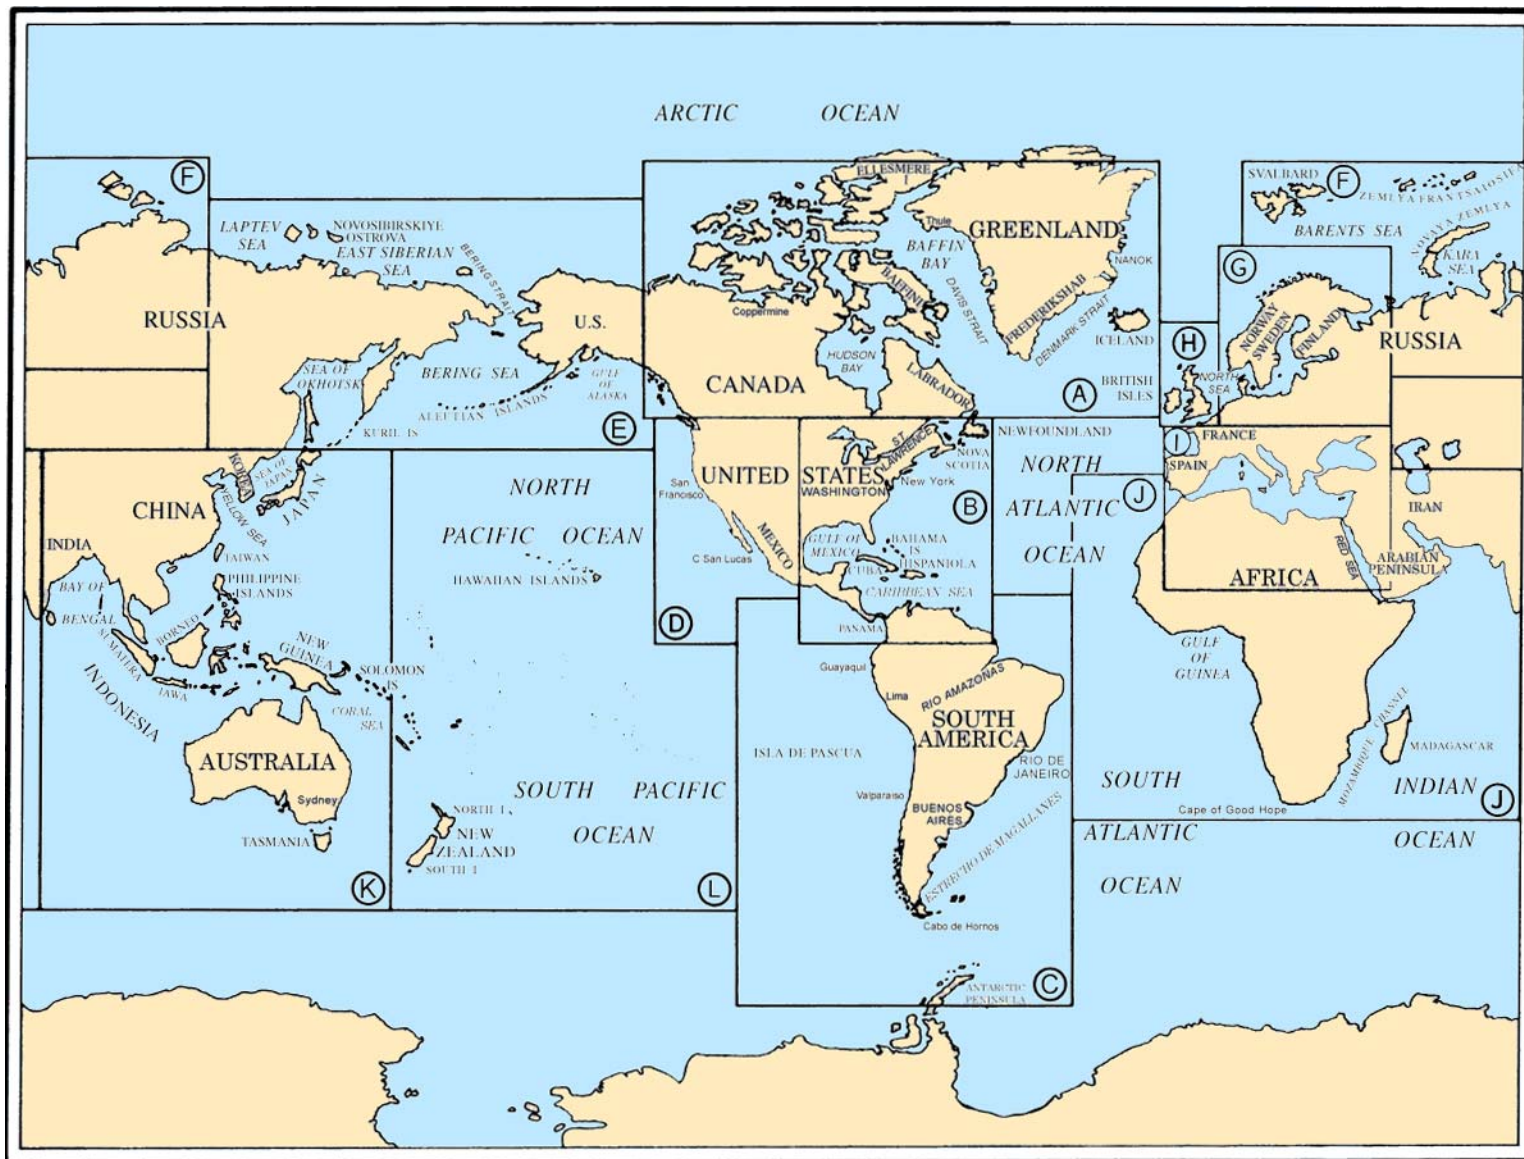 ARCTIC OCEAN
F
ELLESMERE
I
SVALBARD
F
ZEMLYA FRANTSAIOSIFA
LAPTEV
SEA
NOVOSIBIRSKIYE
OSTROVA
EAST SIBERIAN
SEA
BERING STRAIT
Thule
GREENLAND
BAFFIN
BAY
NANOK
BARENTS SEA
NOVAYA ZEMLYA
KARA
SEA
G
RUSSIA
U.S.
Coppermine
BAFFIN I
DAVIS STRAIT
FREDERIKSHAB
DENMARK STRAIT
ICELAND
H
NORWAY
SWEDEN
FINLAND
RUSSIA
SEA OF
OKHOTSK
BERING SEA
GULF
OF
ALASKA
ALEUTIAN ISLANDS
KURIL IS
E
HUDSON
BAY
CANADA
LABRADOR
A
BRITISH
ISLES
NORTH
SEA
KOREA
SEA OF
JAPAN
JAPAN
YELLOW SEA
CHINA
INDIA
TAIWAN
NORTH
PACIFIC OCEAN
HAWAIIAN ISLANDS
UNITED STATES
WASHINGTON
ST
LAWRENCE
NEWFOUNDLAND
NOVA
SCOTIA
New York
San
Francisco
B
NORTH
ATLANTIC
OCEAN
J
I
FRANCE
SPAIN
IRAN
RED SEA
ARABIAN
PENINSULA
AFRICA
C San Lucas
MEXICO
GULF OF
MEXICO
BAHAMA
IS
HISPANIOLA
CUBA
CARIBBEAN SEA
PANAMA
D
BAY OF
BENGAL
PHILIPPINE
ISLANDS
BORNEO
SUMATERA
JAWA
INDONESIA
NEW
GUINEA
SOLOMON
IS
CORAL
SEA
Guayaquil
Lima
RIO AMAZONAS
SOUTH
AMERICA
GULF
OF
GUINEA
MOZAMBIQUE CHANNEL
MADAGASCAR
AUSTRALIA
Sydney
TASMANIA
ISLA DE PASCUA
RIO DE
JANEIRO
Valparaiso
BUENOS
AIRES
SOUTH PACIFIC
OCEAN
NORTH I
NEW
ZEALAND
SOUTH I
K
L
ESTRECHO DE MAGALLANES
Cabo de Hornos
SOUTH
ATLANTIC
OCEAN
Cape of Good Hope
INDIAN
OCEAN
J
ANTARCTIC
PENINSULA
C